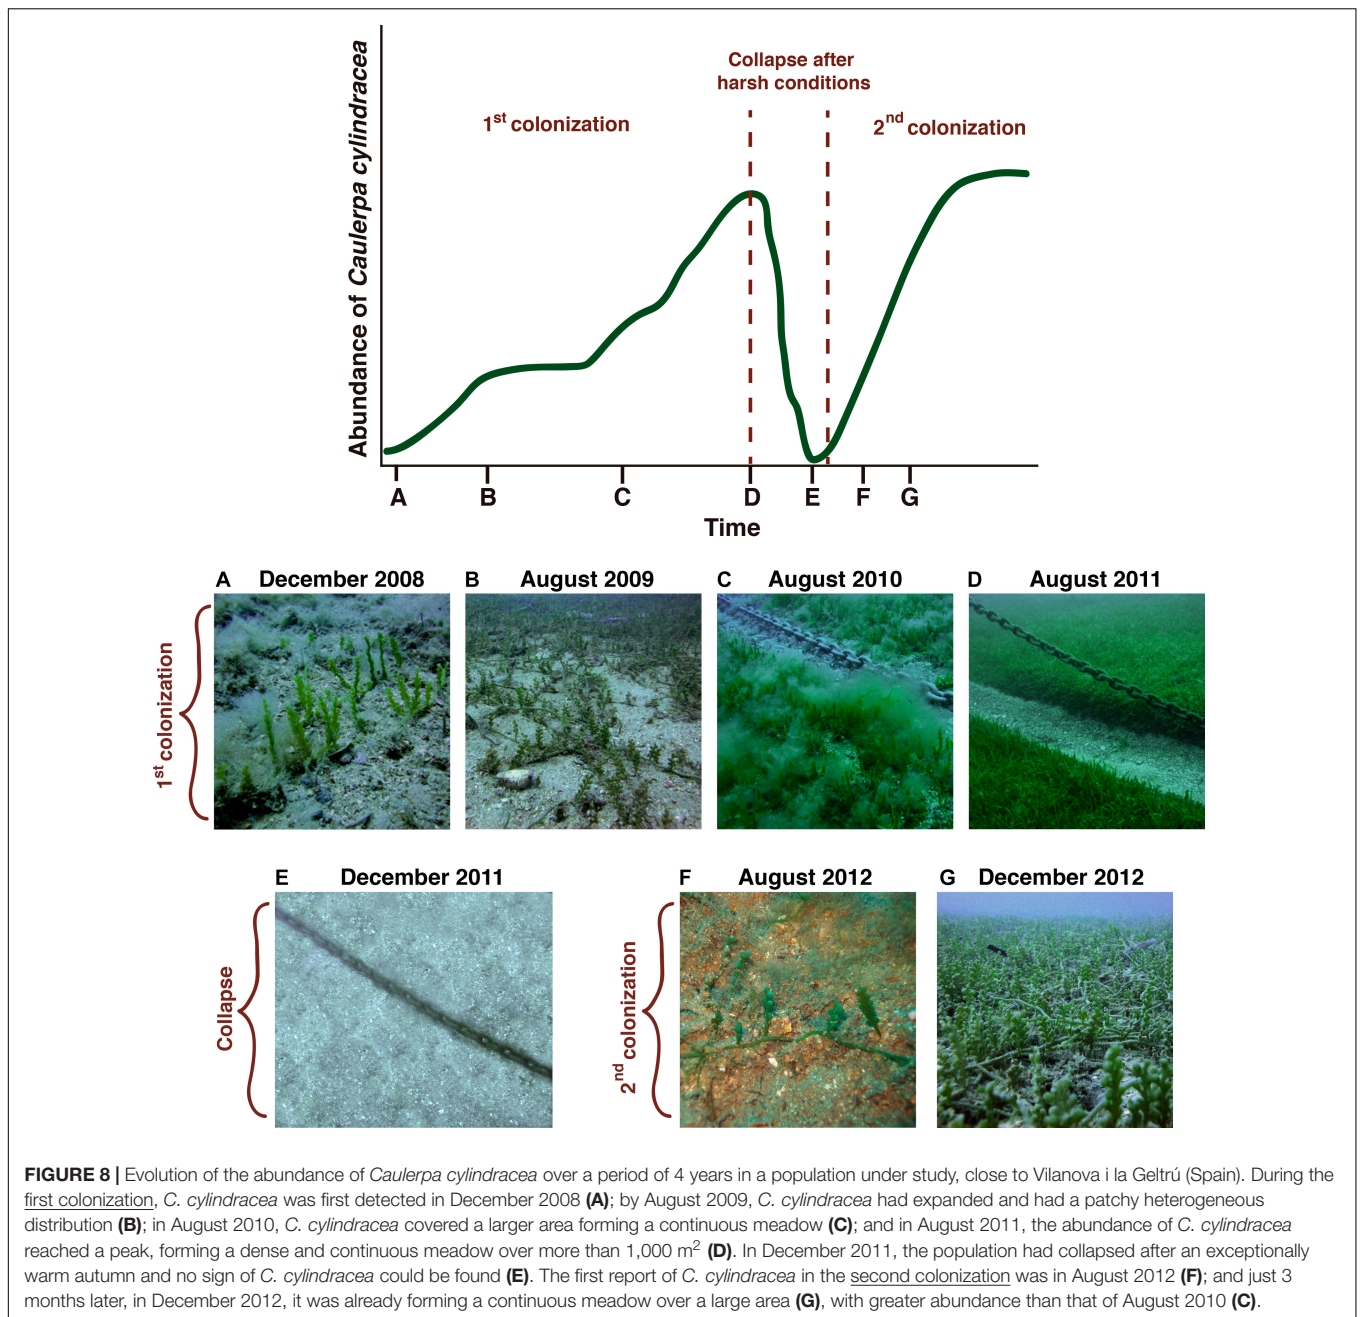 Abundance of Caulerpa cylindracea
Collapse after
harsh conditions
1st colonization
2nd colonization
A B C D E F G
Time
A December 2008
B August 2009
C August 2010
D August 2011
1st colonization
E December 2011
F August 2012
G December 2012
Collapse
2nd colonization
FIGURE 8 | Evolution of the abundance of Caulerpa cylindracea over a period of 4 years in a population under study, close to Vilanova i la Geltrú (Spain). During the
first colonization, C. cylindracea was first detected in December 2008 (A); by August 2009, C. cylindracea had expanded and had a patchy heterogeneous
distribution (B); in August 2010, C. cylindracea covered a larger area forming a continuous meadow (C); and in August 2011, the abundance of C. cylindracea
reached a peak, forming a dense and continuous meadow over more than 1,000 m2 (D). In December 2011, the population had collapsed after an exceptionally
warm autumn and no sign of C. cylindracea could be found (E). The first report of C. cylindracea in the second colonization was in August 2012 (F); and just 3
months later, in December 2012, it was already forming a continuous meadow over a large area (G), with greater abundance than that of August 2010 (C).